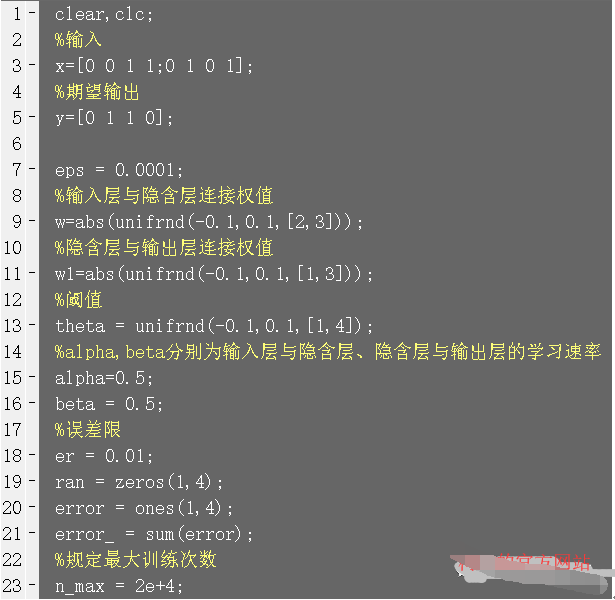 1 - clear,clc;
2 %输入
3 - x=[0 0 1 1;0 1 0 1];
4 %期望输出
5 - y=[0 1 1 0];
6
7 - eps = 0.0001;
8 %输入层与隐含层连接权值
9 - w=abs(unifrnd(-0.1,0.1,[2,3]));
10 %隐含层与输出层连接权值
11 - w1=abs(unifrnd(-0.1,0.1,[1,3]));
12 %阈值
13 - theta = unifrnd(-0.1,0.1,[1,4]);
14 %alpha,beta分别为输入层与隐含层、隐含层与输出层的学习速率
15 - alpha=0.5;
16 - beta = 0.5;
17 %误差限
18 - er = 0.01;
19 - ran = zeros(1,4);
20 - error = ones(1,4);
21 - error_ = sum(error);
22 %规定最大训练次数
23 - n_max = 2e+4;
网站